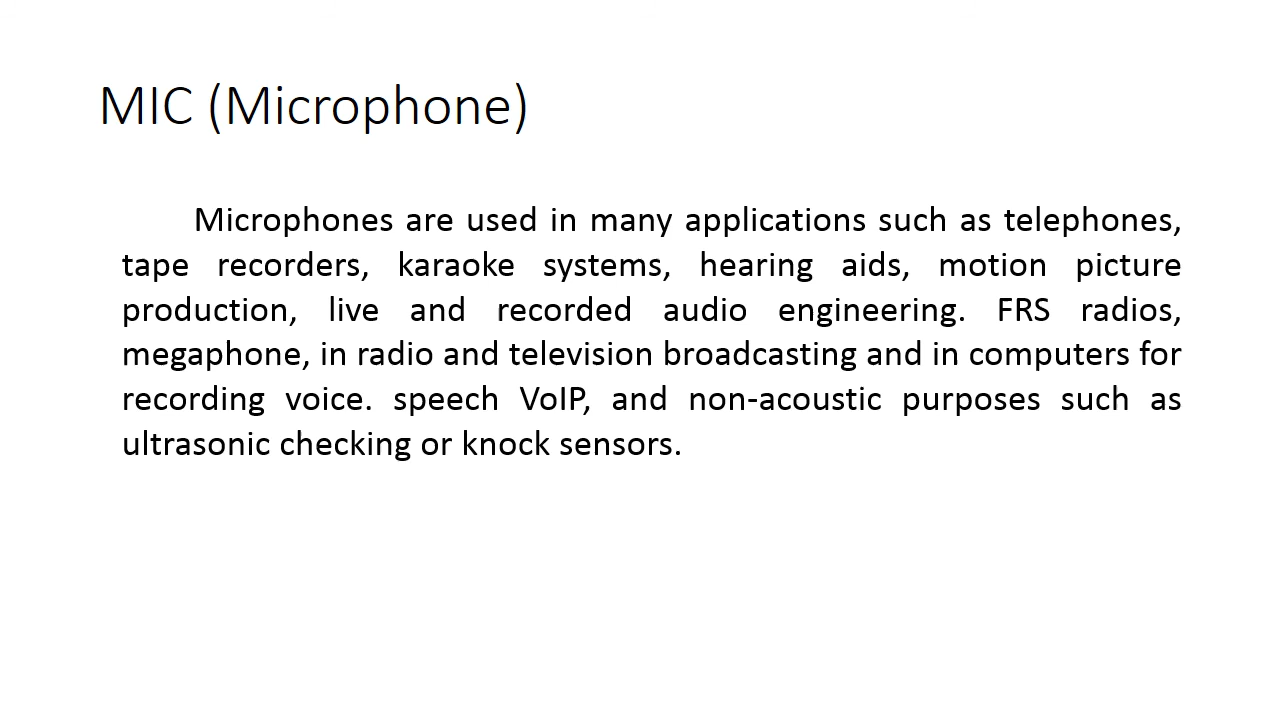 MIC (Microphone)
Microphones are used in many applications such as telephones,
tape recorders, karaoke systems, hearing aids, motion picture
production, live and recorded audio engineering. FRS radios,
megaphone, in radio and television broadcasting and in computers for
recording voice. speech VoIP, and non-acoustic purposes such as
ultrasonic checking or knock sensors.